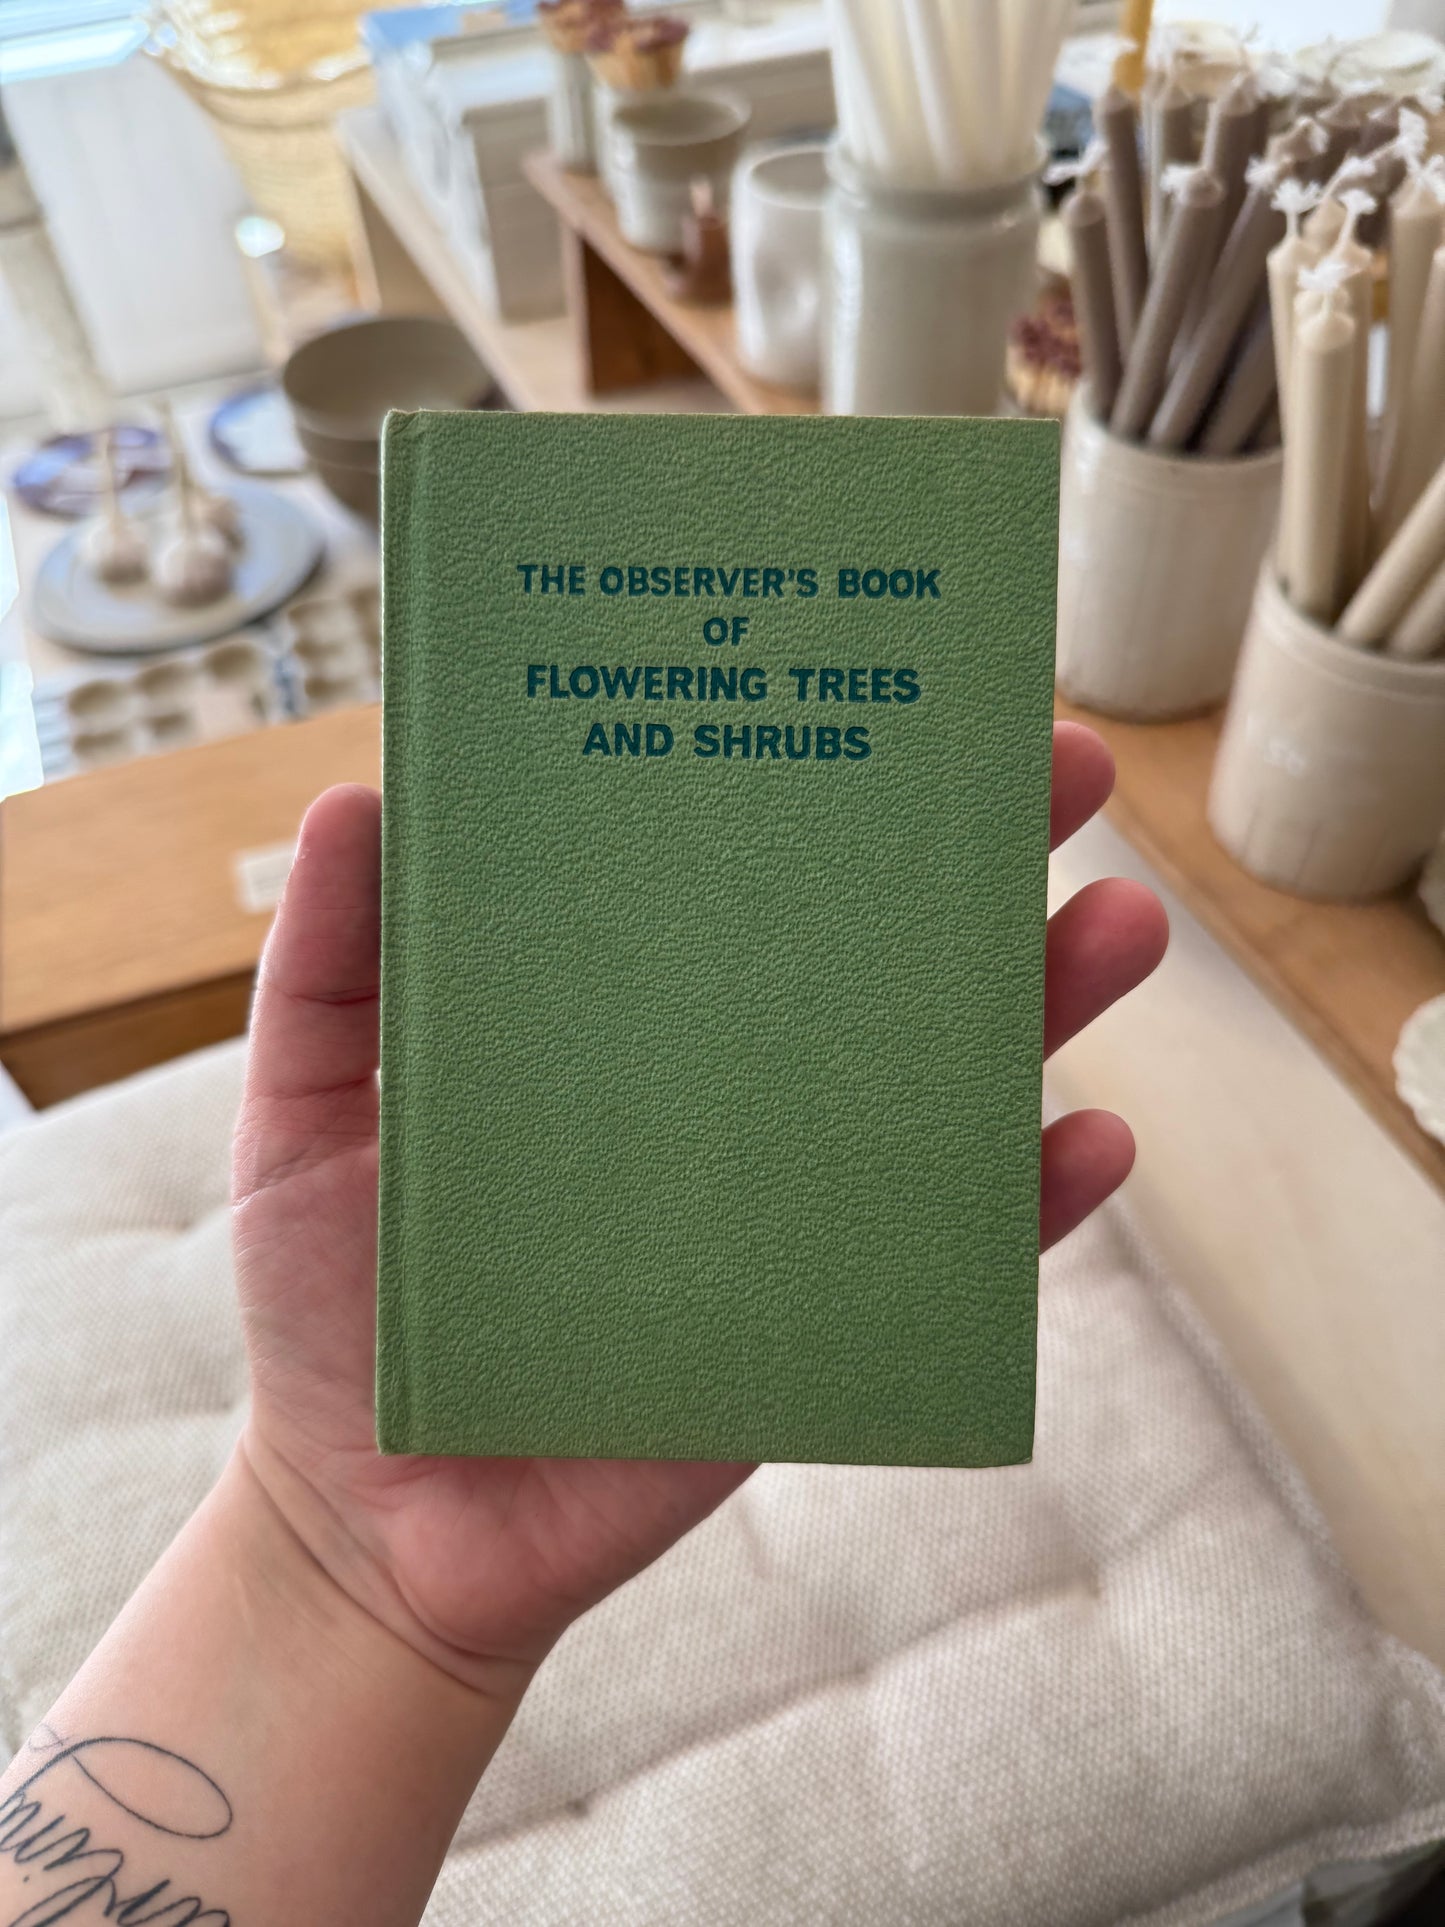 THE OBSERVER'S BOOK
OF
FLOWERING TREES
AND SHRUBS